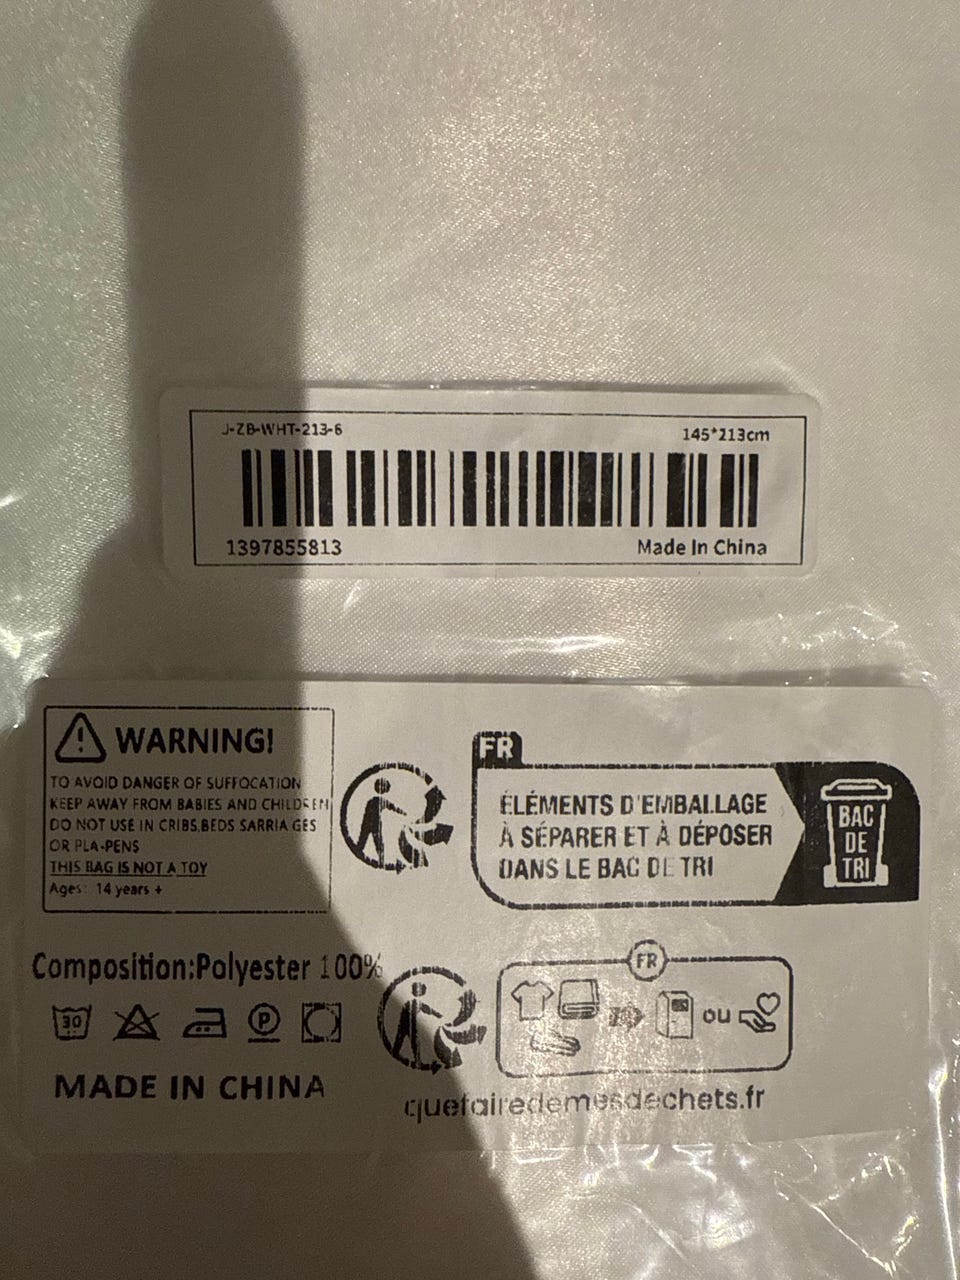 J-ZB-WHT-213-6
145*213cm
1397855813
Made In China
WARNING!
TO AVOID DANGER OF SUFFOCATION
KEEP AWAY FROM BABIES AND CHILDREN
DO NOT USE IN CRIBS,BEDS SARRIA GES
OR PLA-PENS
THIS BAG IS NOT A TOY
Ages: 14 years +
FR
ÉLÉMENTS D'EMBALLAGE
À SÉPARER ET À DÉPOSER
DANS LE BAC DE TRI
BAC
DE
TRI
Composition:Polyester 100%
30
P
MADE IN CHINA
FR
ou
quefairedemesdechets.fr